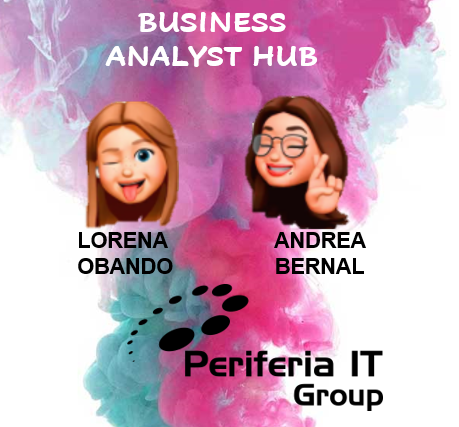 BUSINESS
ANALYST HUB
LORENA
OBANDO
ANDREA
BERNAL
Periferia IT
Group